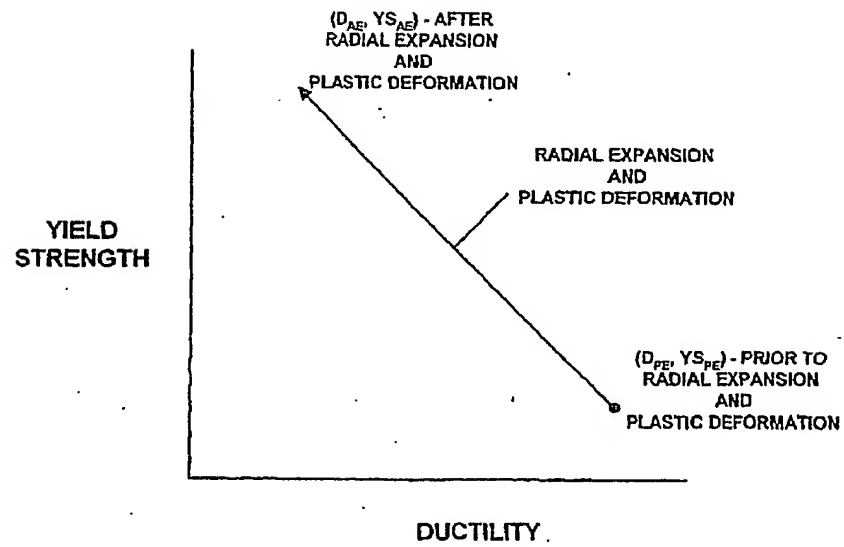 (D_AE, YS_AE) - AFTER
RADIAL EXPANSION
AND
PLASTIC DEFORMATION
RADIAL EXPANSION
AND
PLASTIC DEFORMATION
YIELD
STRENGTH
(D_PE, YS_PE) - PRIOR TO
RADIAL EXPANSION
AND
PLASTIC DEFORMATION
DUCTILITY